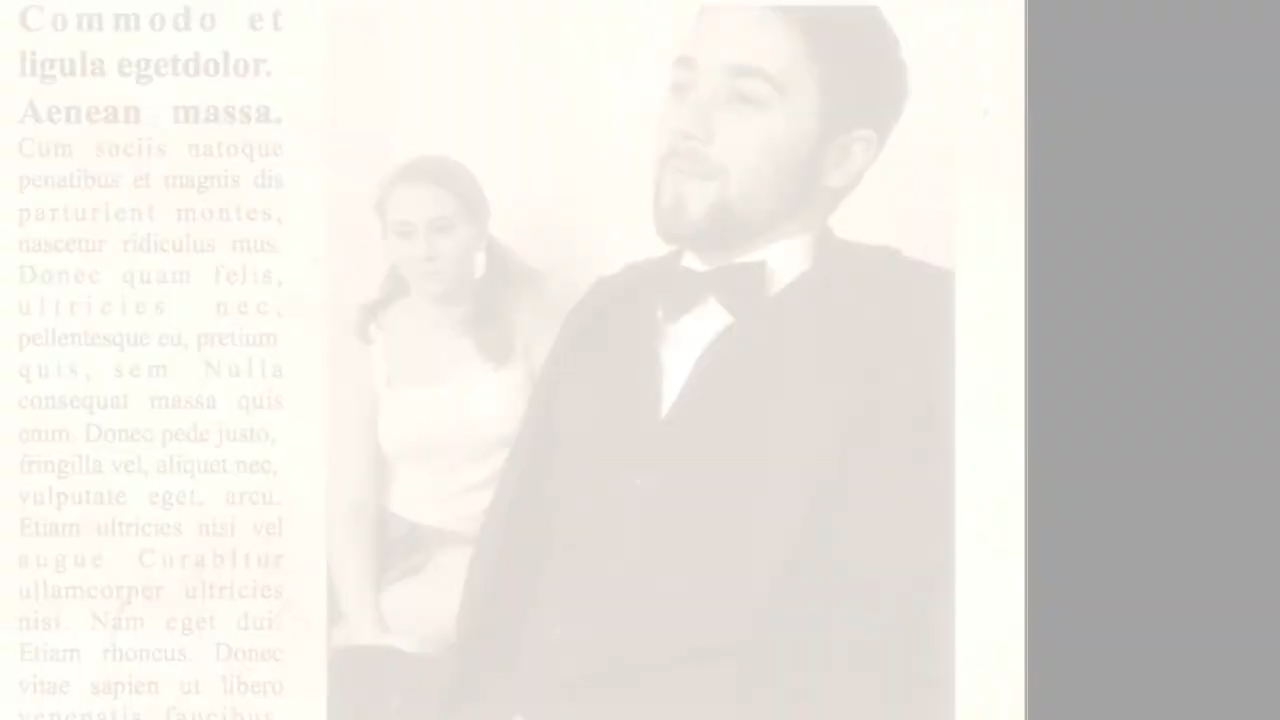 Commodo et
ligula egetdolor.
Aenean massa.
Cum sociis natoque
penatibus et magnis dis
parturient montes,
nascetur ridiculus mus.
Donec quam felis,
ultricies nec,
pellentesque eu, pretium
quis, sem. Nulla
consequat massa quis
enim. Donec pede justo,
fringilla vel, aliquet nec,
vulputate eget, arcu.
Etiam ultricies nisi vel
augue Curabitur
ullamcorper ultricies
nisi. Nam eget dui.
Etiam rhoncus. Donec
vitae sapien ut libero
venenatis faucibus.